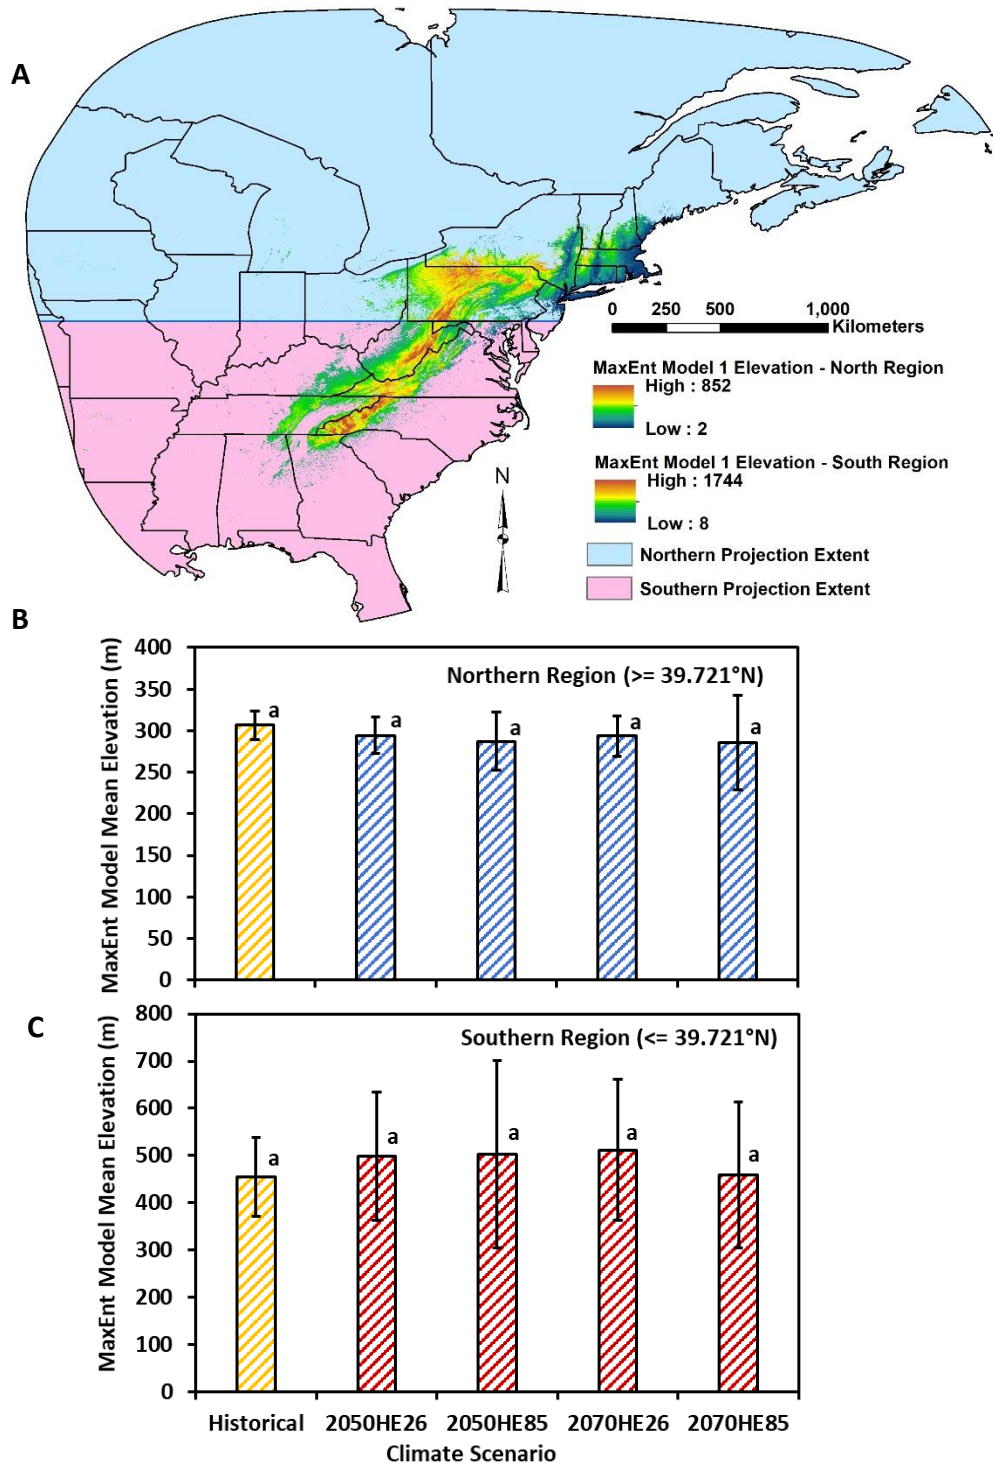 A
N
0 250 500 1,000
Kilometers
MaxEnt Model 1 Elevation - North Region
High : 852
Low : 2
MaxEnt Model 1 Elevation - South Region
High : 1744
Low : 8
Northern Projection Extent
Southern Projection Extent
B
MaxEnt Model Mean Elevation (m)
400
350
300
250
200
150
100
50
0
Northern Region (>= 39.721°N)
a a a a a
C
MaxEnt Model Mean Elevation (m)
800
700
600
500
400
300
200
100
0
Southern Region (<= 39.721°N)
a a a a a
Historical 2050HE26 2050HE85 2070HE26 2070HE85
Climate Scenario